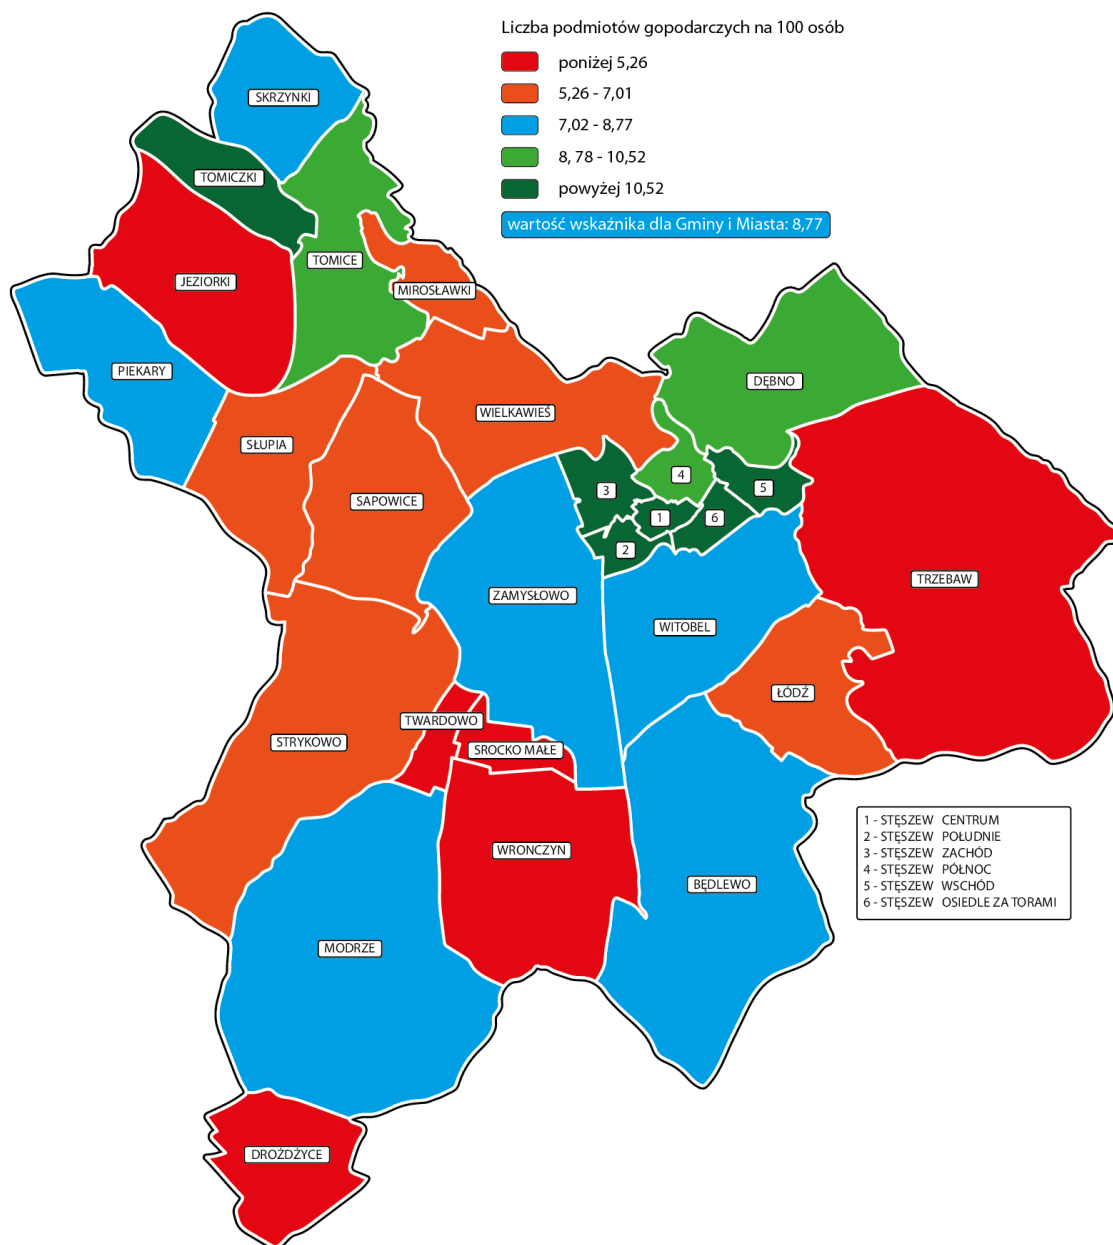 Liczba podmiotów gopodarczych na 100 osób
poniżej 5,26
5,26 - 7,01
7,02 - 8,77
8, 78 - 10,52
powyżej 10,52
wartość wskaźnika dla Gminy i Miasta: 8,77
SKRZYNKI
TOMICZKI
TOMICE
JEZIORKI
MIROSŁAWKI
PIEKARY
DĘBNO
WIELKAWIEŚ
SŁUPIA
SAPOWICE
4
3
5
1
6
2
TRZEBAW
ZAMYSŁOWO
WITOBEL
ŁÓDŹ
TWARDOWO
STRYKOWO
SROCKO MAŁE
WRONCZYN
BĘDLEWO
MODRZE
DROŻDŻYCE
1 - STĘSZEW CENTRUM
2 - STĘSZEW POŁUDNIE
3 - STĘSZEW ZACHÓD
4 - STĘSZEW PÓŁNOC
5 - STĘSZEW WSCHÓD
6 - STĘSZEW OSIEDLE ZA TORAMI